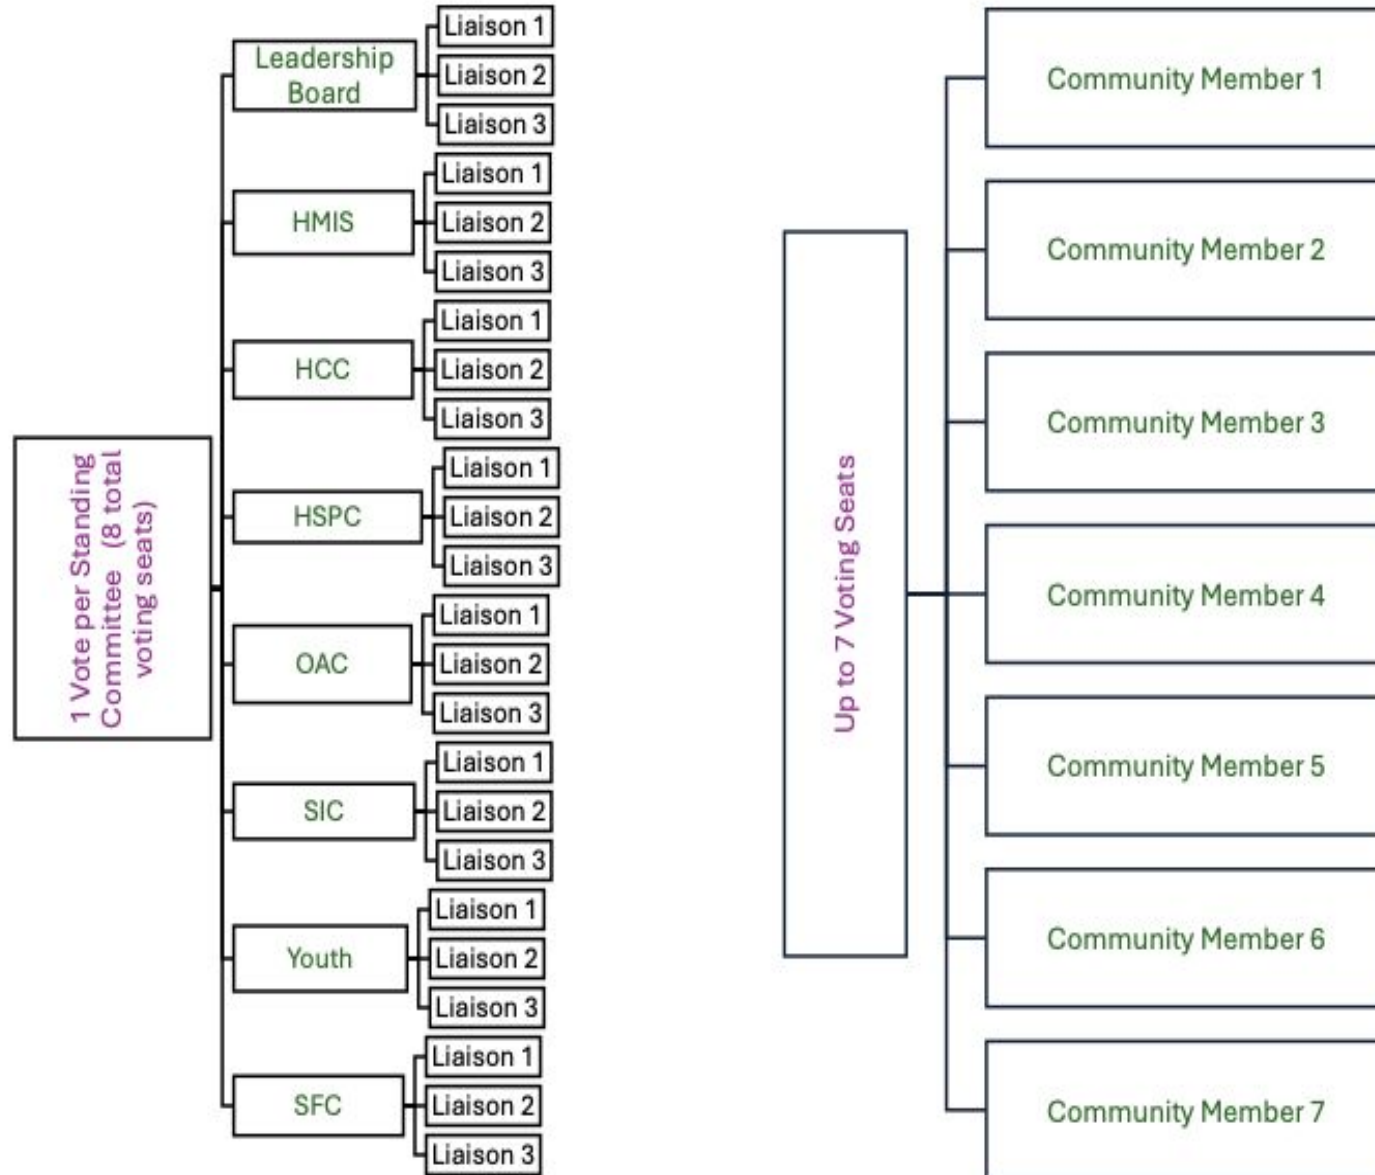 1 Vote per Standing
Committee (8 total
voting seats)
Leadership
Board
Liaison 1
Liaison 2
Liaison 3
HMIS
Liaison 1
Liaison 2
Liaison 3
HCC
Liaison 1
Liaison 2
Liaison 3
HSPC
Liaison 1
Liaison 2
Liaison 3
OAC
Liaison 1
Liaison 2
Liaison 3
SIC
Liaison 1
Liaison 2
Liaison 3
Youth
Liaison 1
Liaison 2
Liaison 3
SFC
Liaison 1
Liaison 2
Liaison 3
Up to 7 Voting Seats
Community Member 1
Community Member 2
Community Member 3
Community Member 4
Community Member 5
Community Member 6
Community Member 7